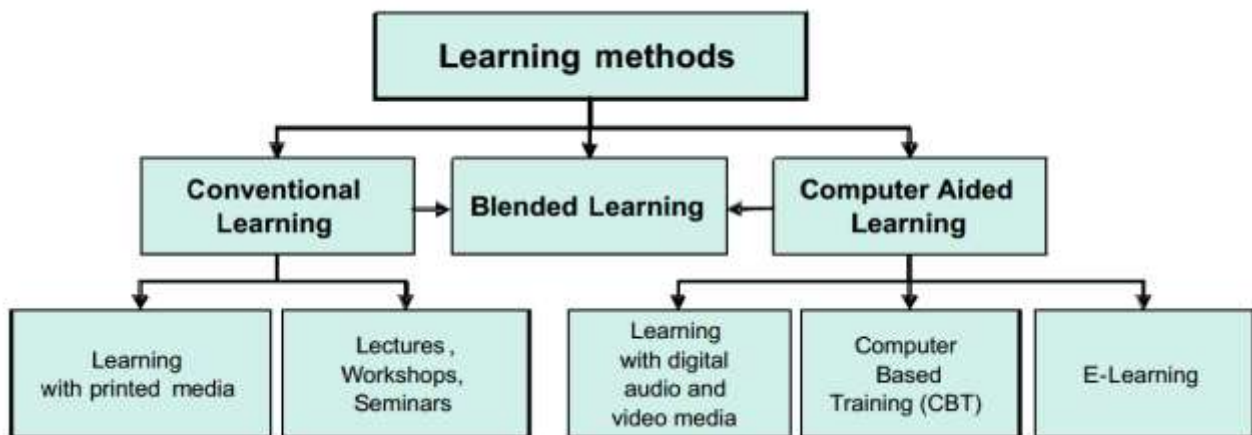 Learning methods
Conventional
Learning
Blended Learning
Computer Aided
Learning
Learning
with printed media
Lectures ,
Workshops,
Seminars
Learning
with digital
audio and
video media
Computer
Based
Training (CBT)
E-Learning